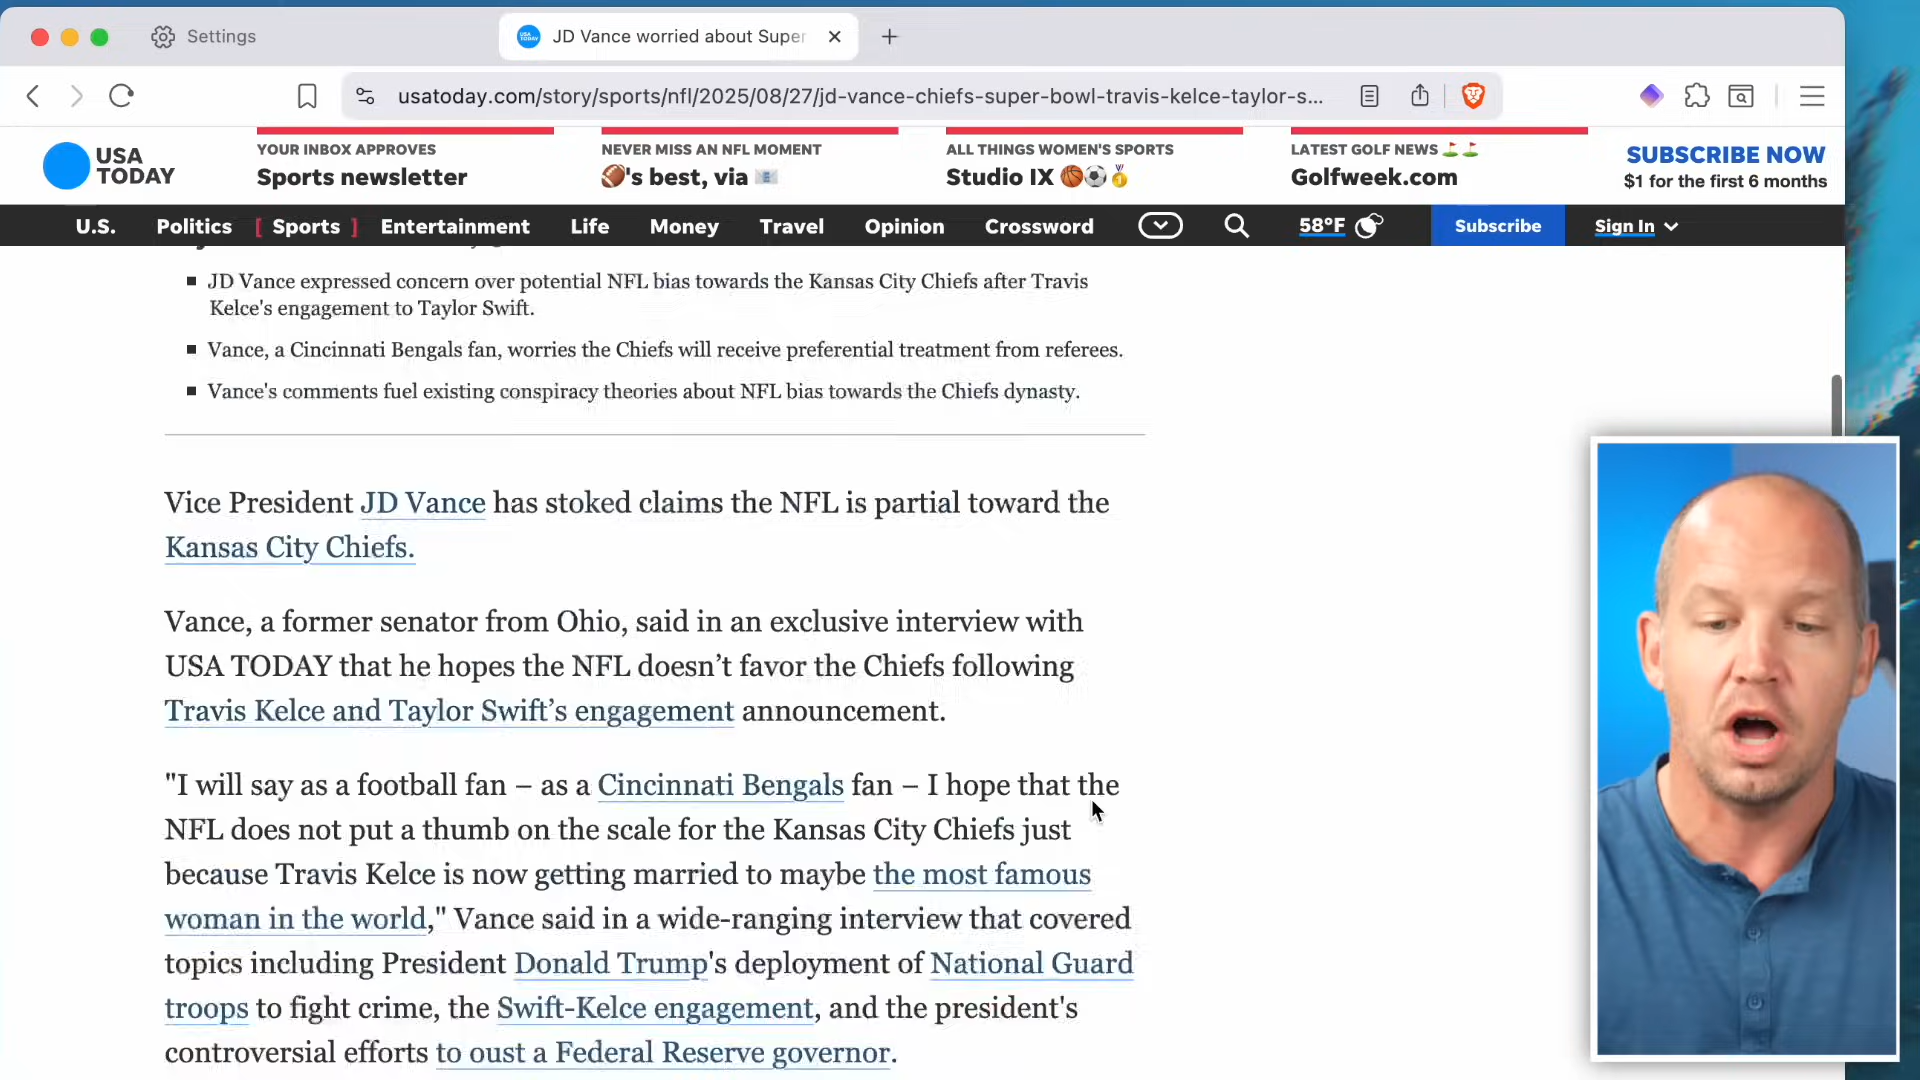 Settings
JD Vance worried about Super
usatoday.com/story/sports/nfl/2025/08/27/jd-vance-chiefs-super-bowl-travis-kelce-taylor-s...
USA
TODAY
YOUR INBOX APPROVES
Sports newsletter
NEVER MISS AN NFL MOMENT
🏈's best, via 📧
ALL THINGS WOMEN'S SPORTS
Studio IX 🏀⚽🥇
LATEST GOLF NEWS ⛳⛳
Golfweek.com
SUBSCRIBE NOW
$1 for the first 6 months
U.S. Politics [ Sports ] Entertainment Life Money Travel Opinion Crossword 58°F Subscribe Sign In
JD Vance expressed concern over potential NFL bias towards the Kansas City Chiefs after Travis
Kelce's engagement to Taylor Swift.
Vance, a Cincinnati Bengals fan, worries the Chiefs will receive preferential treatment from referees.
Vance's comments fuel existing conspiracy theories about NFL bias towards the Chiefs dynasty.
Vice President JD Vance has stoked claims the NFL is partial toward the
Kansas City Chiefs.
Vance, a former senator from Ohio, said in an exclusive interview with
USA TODAY that he hopes the NFL doesn’t favor the Chiefs following
Travis Kelce and Taylor Swift’s engagement announcement.
"I will say as a football fan – as a Cincinnati Bengals fan – I hope that the
NFL does not put a thumb on the scale for the Kansas City Chiefs just
because Travis Kelce is now getting married to maybe the most famous
woman in the world," Vance said in a wide-ranging interview that covered
topics including President Donald Trump's deployment of National Guard
troops to fight crime, the Swift-Kelce engagement, and the president's
controversial efforts to oust a Federal Reserve governor.